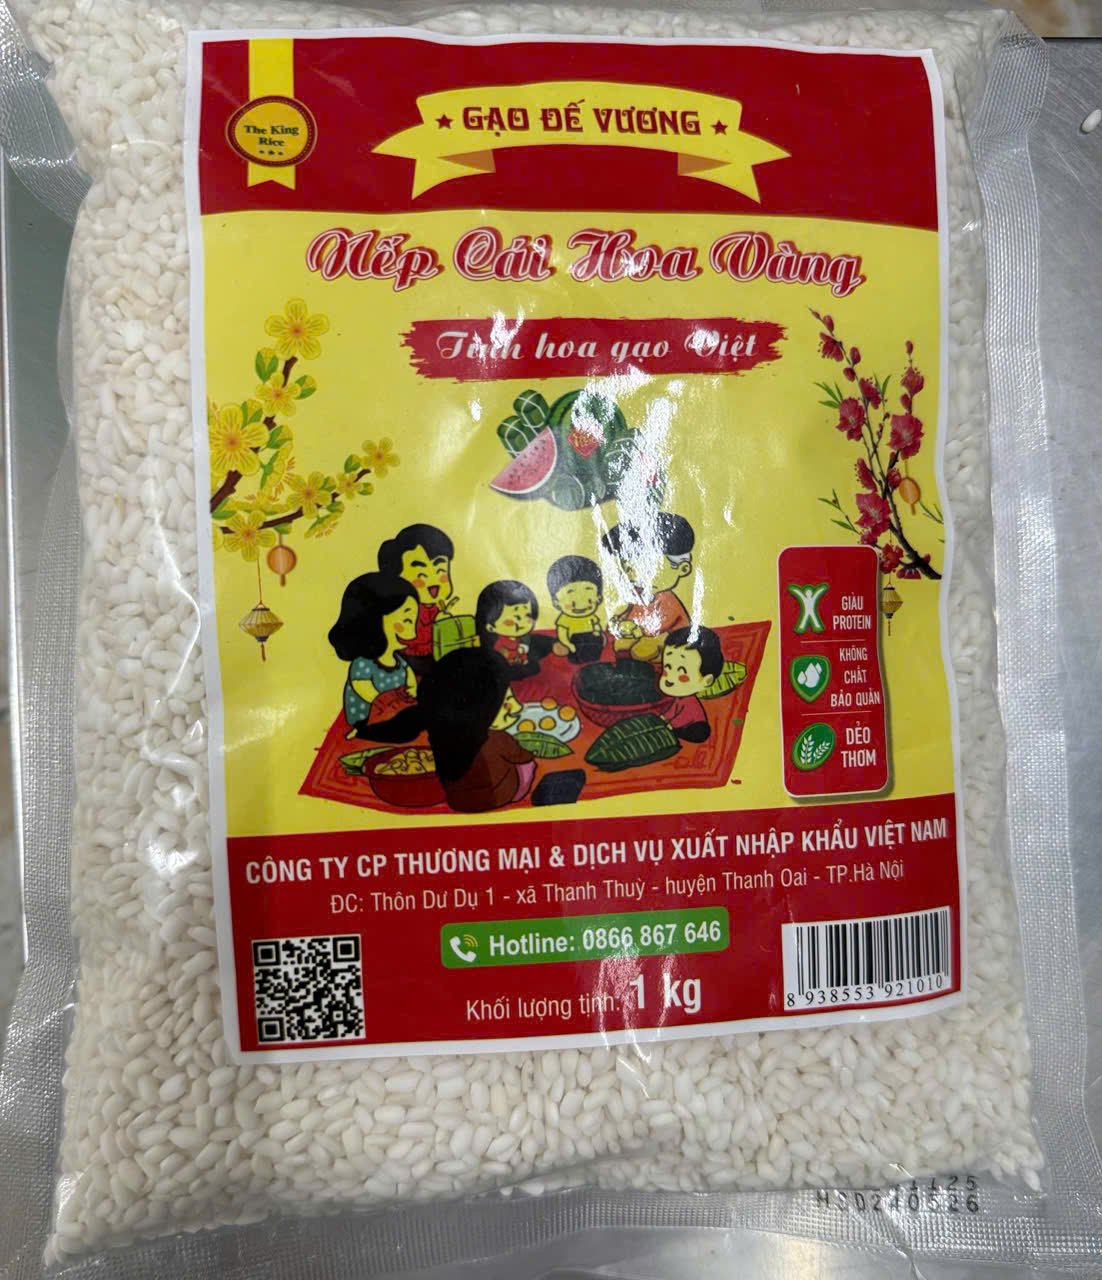 The King
Rice
★ GẠO ĐẾ VƯƠNG ★
Nếp Cái Hoa Vàng
Tinh hoa gạo Việt
GIÀU
PROTEIN
KHÔNG
CHẤT
BẢO QUẢN
DẺO
THƠM
CÔNG TY CP THƯƠNG MẠI & DỊCH VỤ XUẤT NHẬP KHẨU VIỆT NAM
ĐC: Thôn Dư Dụ 1 - xã Thanh Thuỳ - huyện Thanh Oai - TP.Hà Nội
Hotline: 0866 867 646
Khối lượng tịnh: 1 kg
8 938553 921010
HSD240526